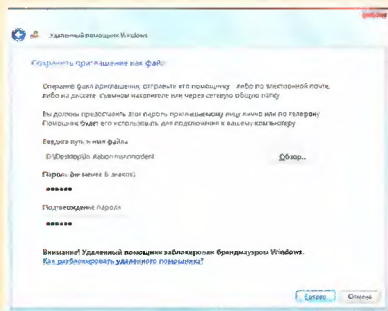 Удаленный помощник Windows
Сохранить приглашение как файл
Открыв файл приглашения, отправьте его помощнику либо по электронной почте,
либо на дискете, съемном накопителе или через сетевую общую папку
Вы должны предоставить этот пароль приглашаемому лицу лично или по телефону
Помощник будет его использовать для подключения к вашему компьютеру
Введите путь и имя файла
Обзор...
Пароль (не менее 6 знаков)
Подтверждение пароля
Внимание! Удаленный помощник заблокирован брандмауэром Windows.
Как разблокировать удаленного помощника?
Готово Отмена